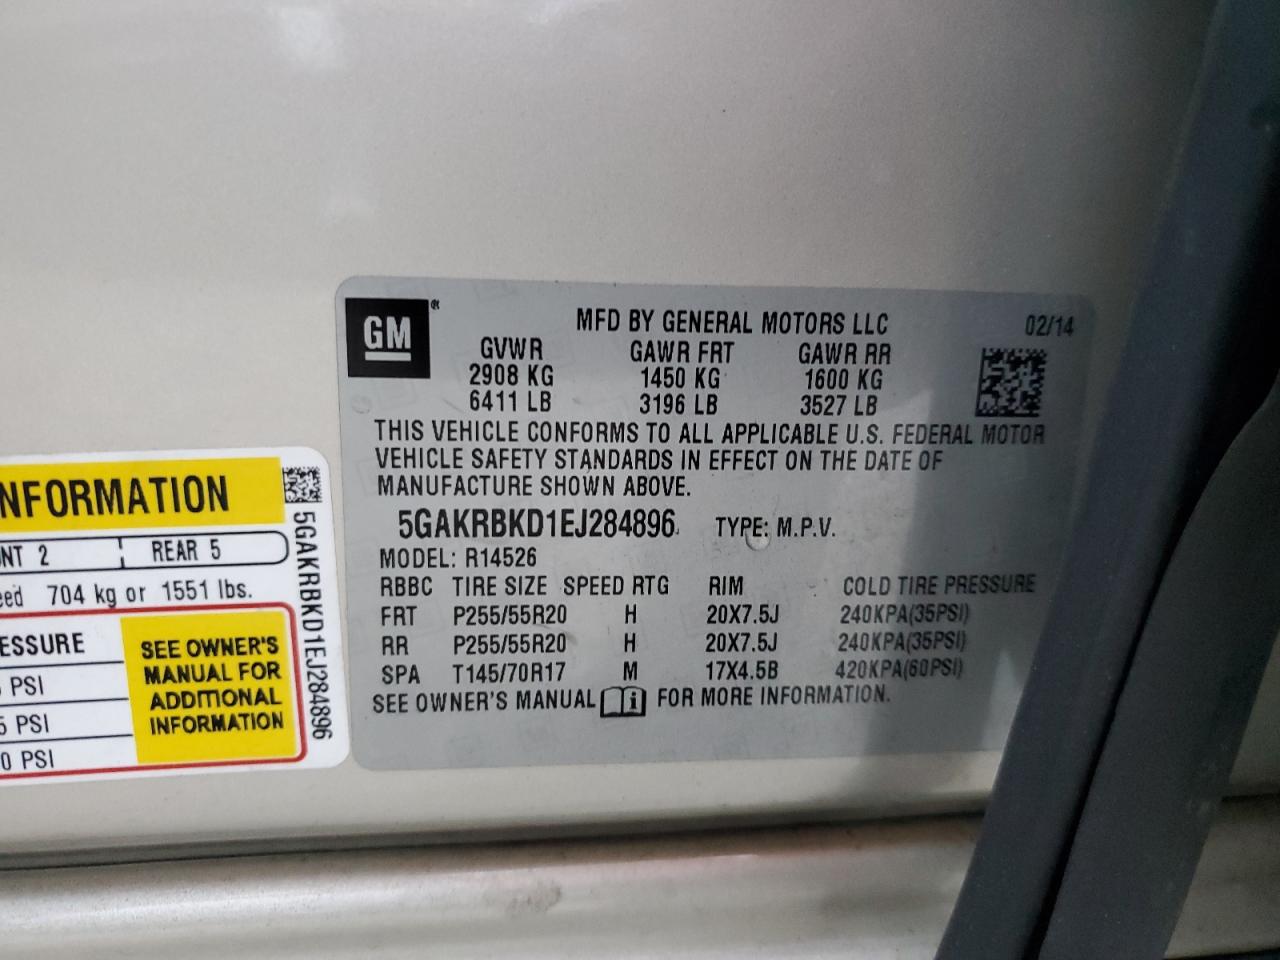 GM ®
MFD BY GENERAL MOTORS LLC 02/14
GVWR GAWR FRT GAWR RR
2908 KG 1450 KG 1600 KG
6411 LB 3196 LB 3527 LB
THIS VEHICLE CONFORMS TO ALL APPLICABLE U.S. FEDERAL MOTOR
VEHICLE SAFETY STANDARDS IN EFFECT ON THE DATE OF
MANUFACTURE SHOWN ABOVE.
5GAKRBKD1EJ284896 TYPE: M.P.V.
MODEL: R14526
RBBC TIRE SIZE SPEED RTG RIM COLD TIRE PRESSURE
FRT P255/55R20 H 20X7.5J 240KPA(35PSI)
RR P255/55R20 H 20X7.5J 240KPA(35PSI)
SPA T145/70R17 M 17X4.5B 420KPA(60PSI)
SEE OWNER'S MANUAL i FOR MORE INFORMATION.
NFORMATION
NT 2 REAR 5
eed 704 kg or 1551 lbs.
ESSURE
PSI
5 PSI
0 PSI
SEE OWNER'S
MANUAL FOR
ADDITIONAL
INFORMATION
5GAKRBKD1EJ284896